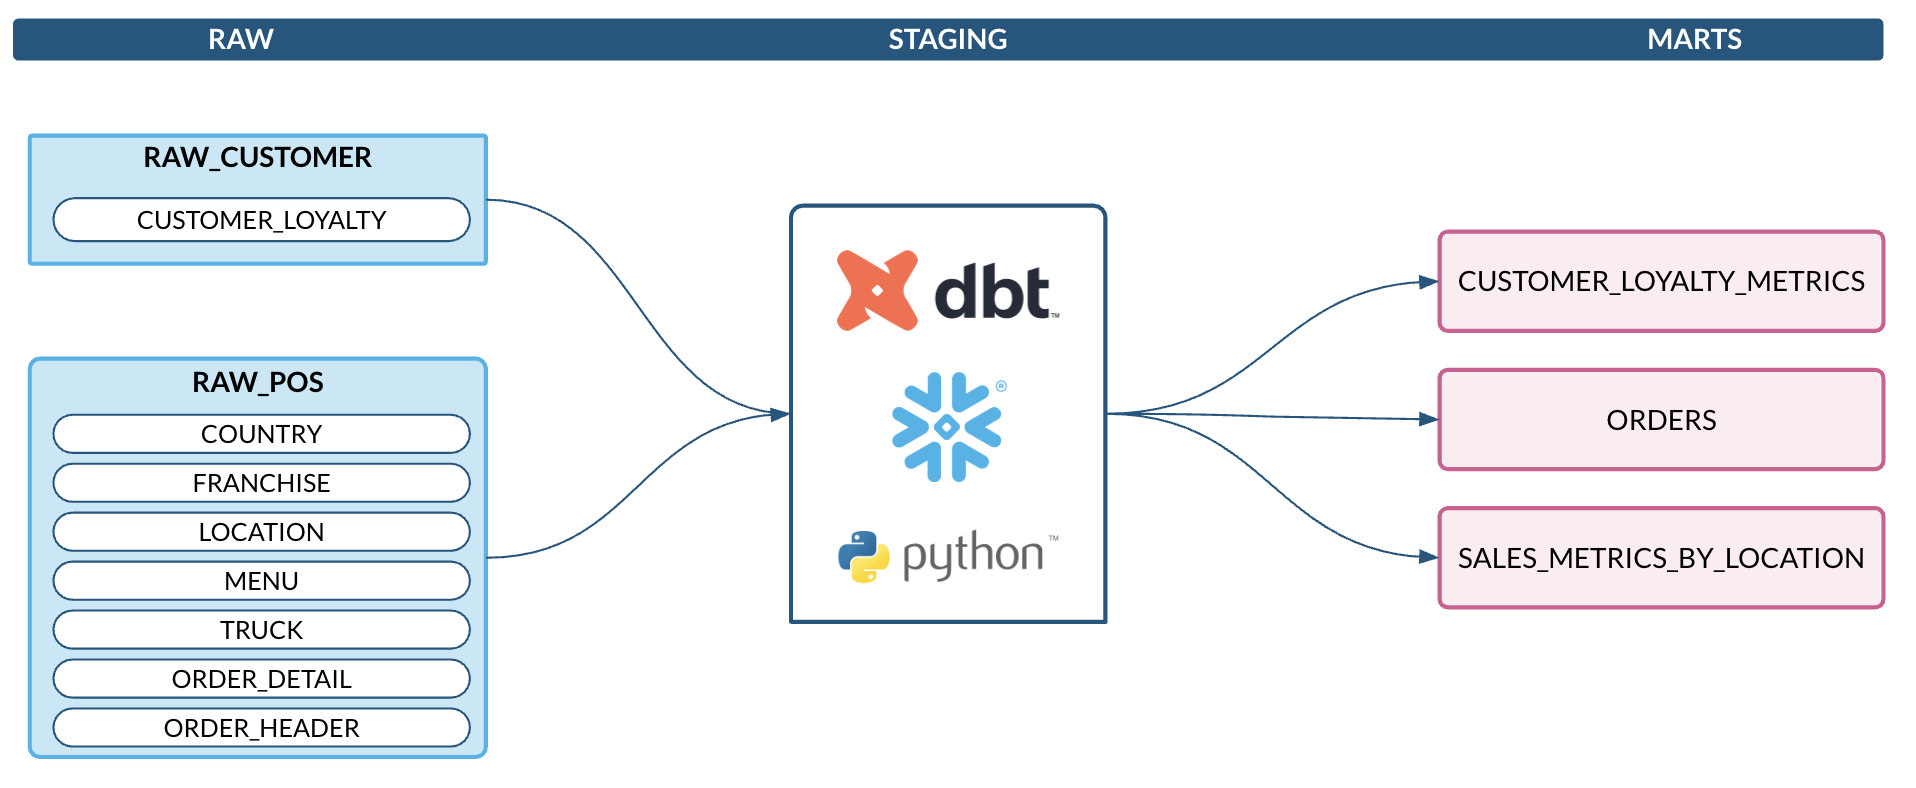 RAW
STAGING
MARTS
RAW_CUSTOMER
CUSTOMER_LOYALTY
RAW_POS
COUNTRY
FRANCHISE
LOCATION
MENU
TRUCK
ORDER_DETAIL
ORDER_HEADER
dbt™
®
python™
CUSTOMER_LOYALTY_METRICS
ORDERS
SALES_METRICS_BY_LOCATION